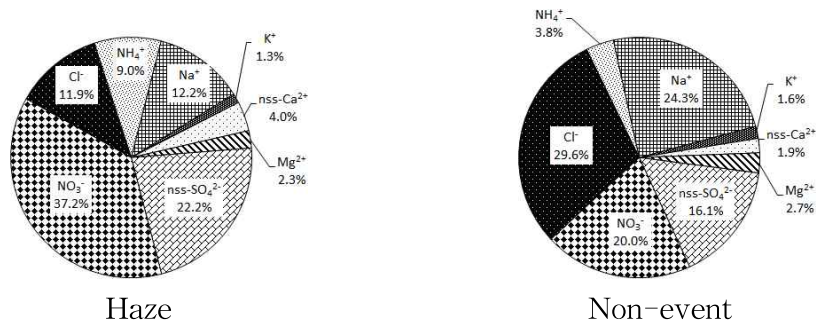 NH₄⁺
9.0%
Na⁺
12.2%
K⁺
1.3%
nss-Ca²⁺
4.0%
Mg²⁺
2.3%
nss-SO₄²⁻
22.2%
NO₃⁻
37.2%
Cl⁻
11.9%
Haze
NH₄⁺
3.8%
Na⁺
24.3%
K⁺
1.6%
nss-Ca²⁺
1.9%
Mg²⁺
2.7%
nss-SO₄²⁻
16.1%
NO₃⁻
20.0%
Cl⁻
29.6%
Non-event